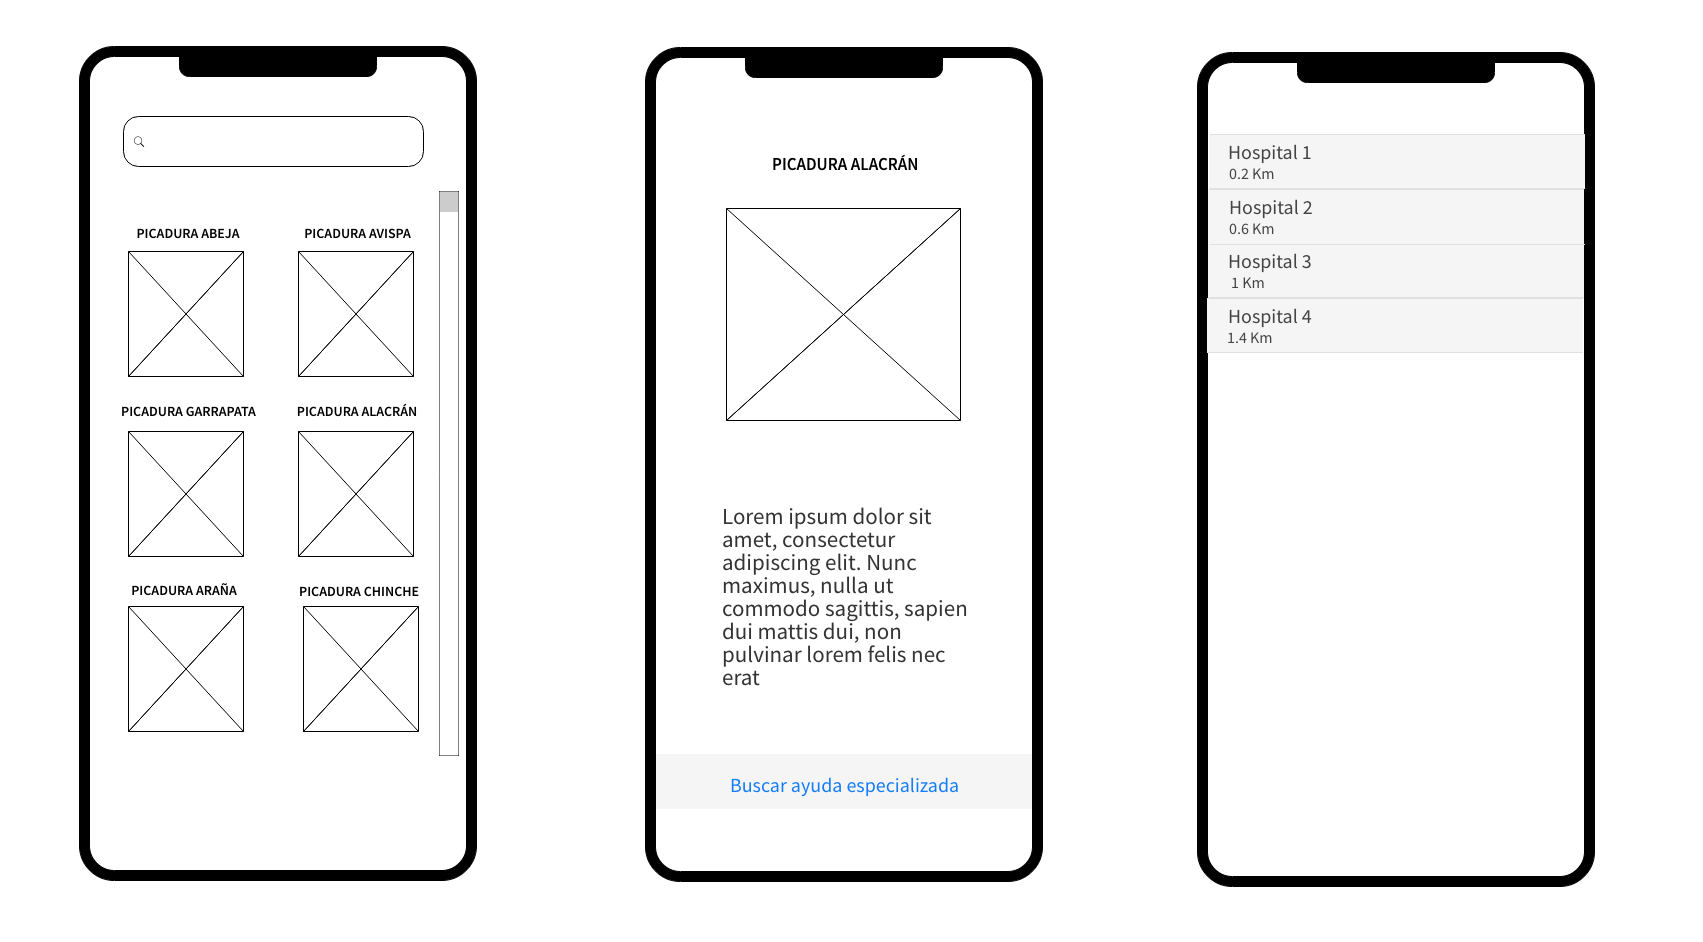 PICADURA ABEJA
PICADURA AVISPA
PICADURA GARRAPATA
PICADURA ALACRÁN
PICADURA ARAÑA
PICADURA CHINCHE
PICADURA ALACRÁN
Lorem ipsum dolor sit
amet, consectetur
adipiscing elit. Nunc
maximus, nulla ut
commodo sagittis, sapien
dui mattis dui, non
pulvinar lorem felis nec
erat
Buscar ayuda especializada
Hospital 1
0.2 Km
Hospital 2
0.6 Km
Hospital 3
1 Km
Hospital 4
1.4 Km